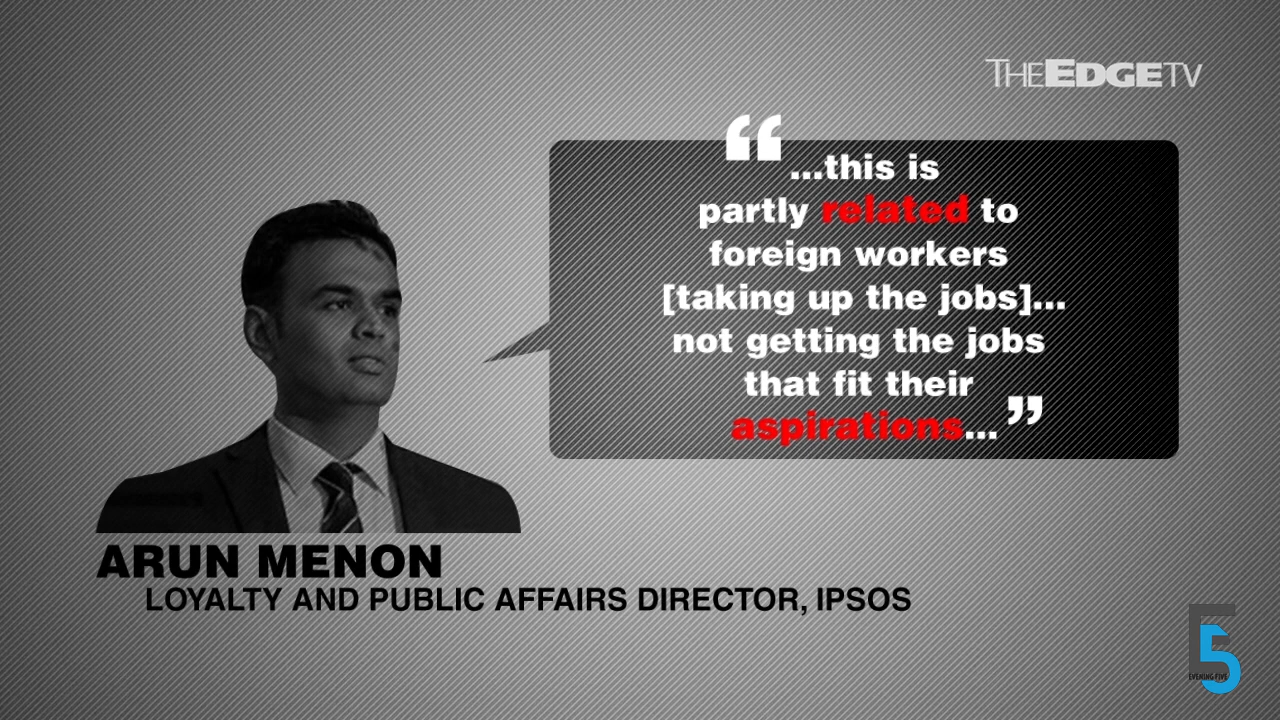 THEEDGETV
“...this is
partly related to
foreign workers
[taking up the jobs]...
not getting the jobs
that fit their
aspirations...”
ARUN MENON
LOYALTY AND PUBLIC AFFAIRS DIRECTOR, IPSOS
E5
EVENING FIVE